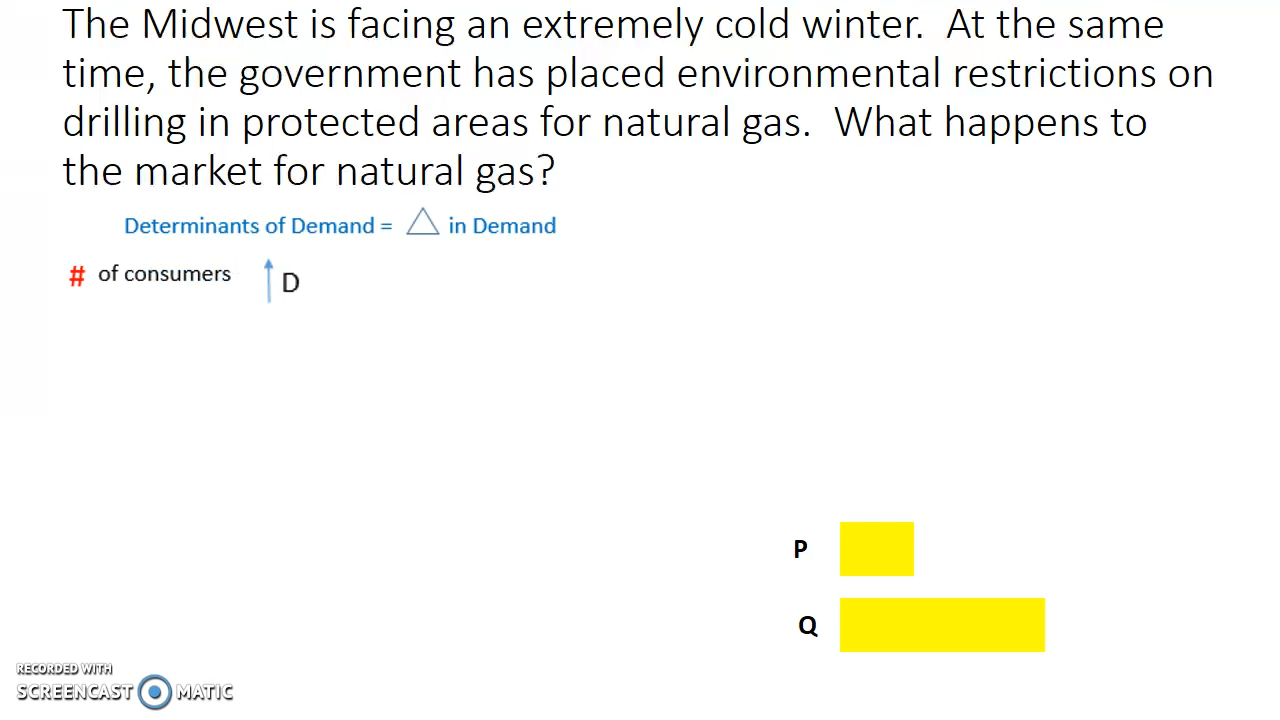 The Midwest is facing an extremely cold winter. At the same
time, the government has placed environmental restrictions on
drilling in protected areas for natural gas. What happens to
the market for natural gas?
Determinants of Demand = △ in Demand
# of consumers ↑ D
P
Q
RECORDED WITH
SCREENCAST MATIC